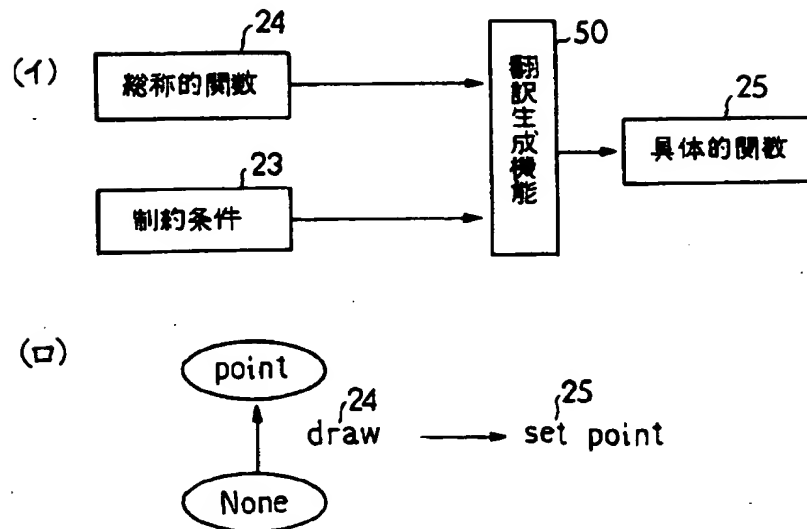 (イ)
24
総称的関数
23
制約条件
50
翻訳生成機能
25
具体的関数
(ロ)
point
24
draw
25
set point
None